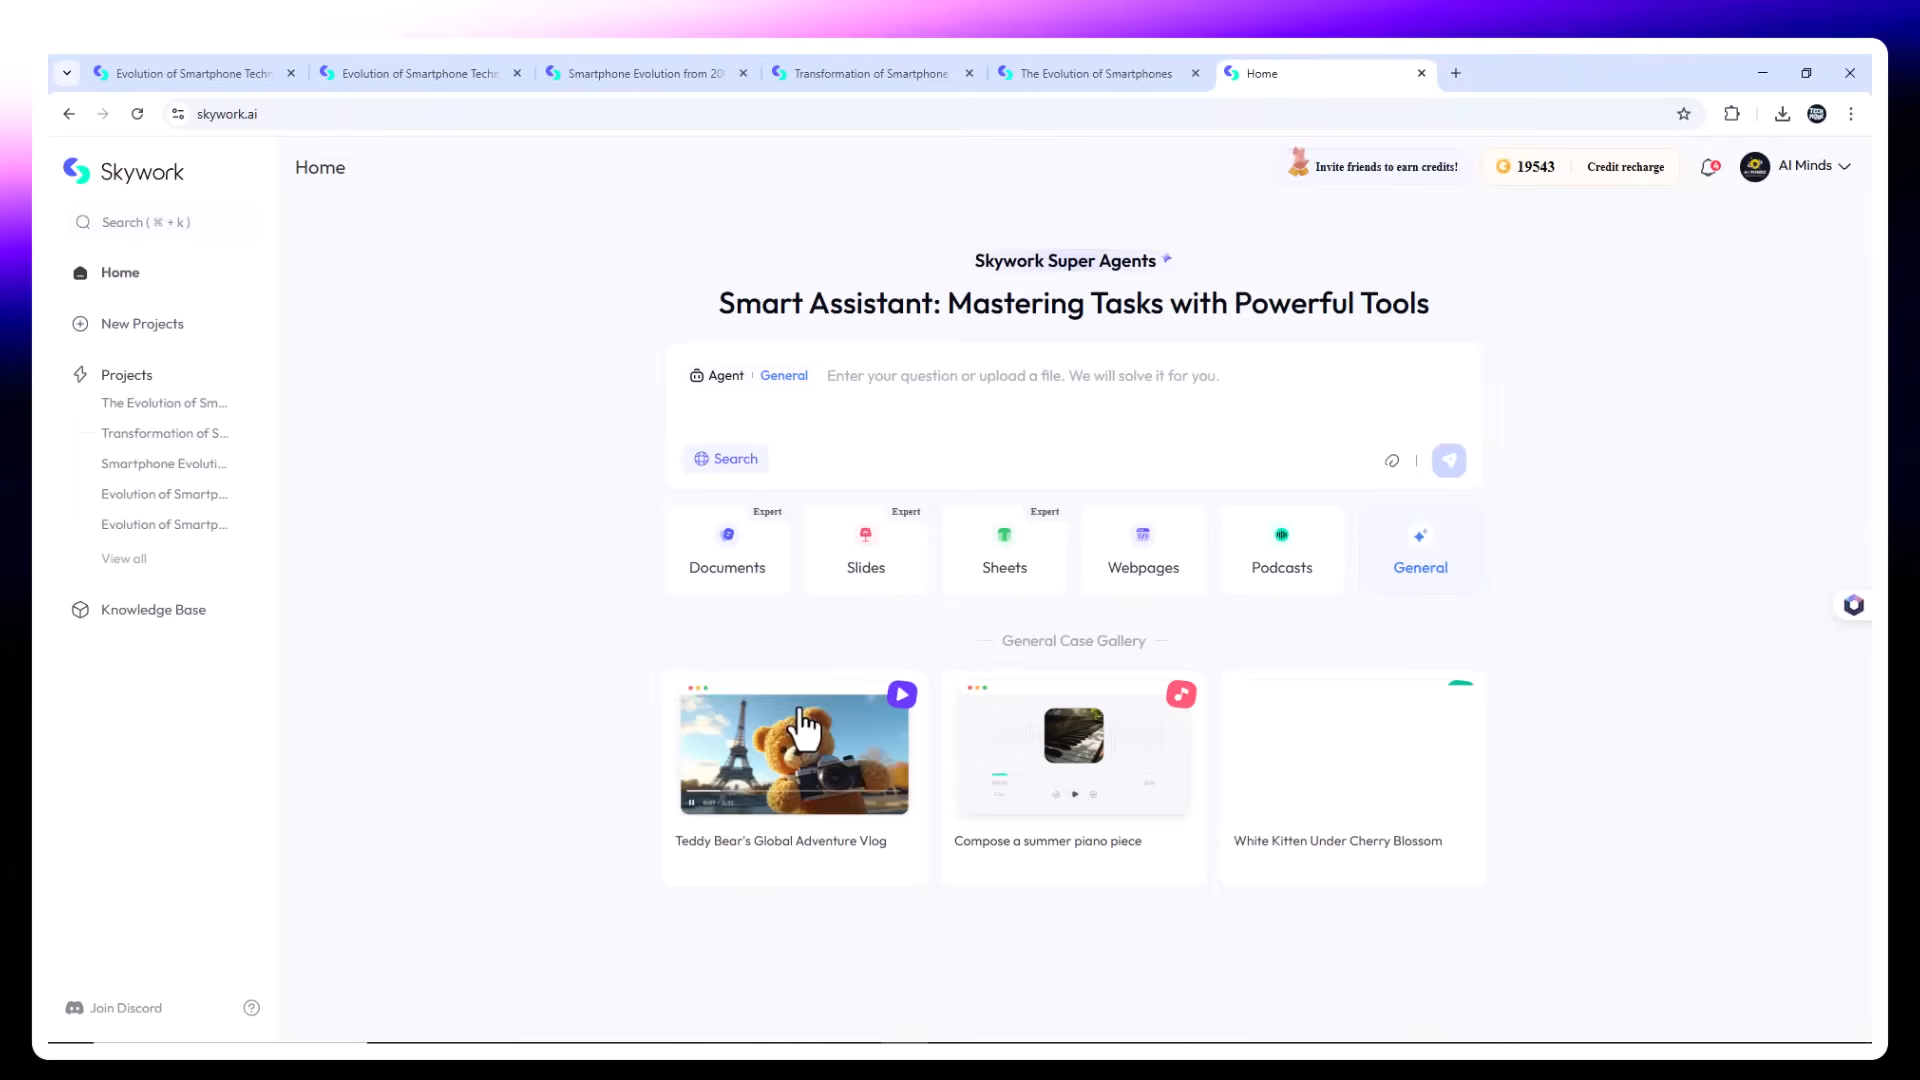 Evolution of Smartphone Techn
Evolution of Smartphone Techn
Smartphone Evolution from 20
Transformation of Smartphone
The Evolution of Smartphones
Home
skywork.ai
Skywork
Home
Invite friends to earn credits!
19543
Credit recharge
4
AI Minds
Search ( ⌘ + k )
Home
New Projects
Projects
The Evolution of Sm...
Transformation of S...
Smartphone Evoluti...
Evolution of Smartp...
Evolution of Smartp...
View all
Knowledge Base
Join Discord
Skywork Super Agents
Smart Assistant: Mastering Tasks with Powerful Tools
Agent
General
Enter your question or upload a file. We will solve it for you.
Search
Expert
Documents
Expert
Slides
Expert
Sheets
Webpages
Podcasts
General
General Case Gallery
Teddy Bear's Global Adventure Vlog
Compose a summer piano piece
White Kitten Under Cherry Blossom